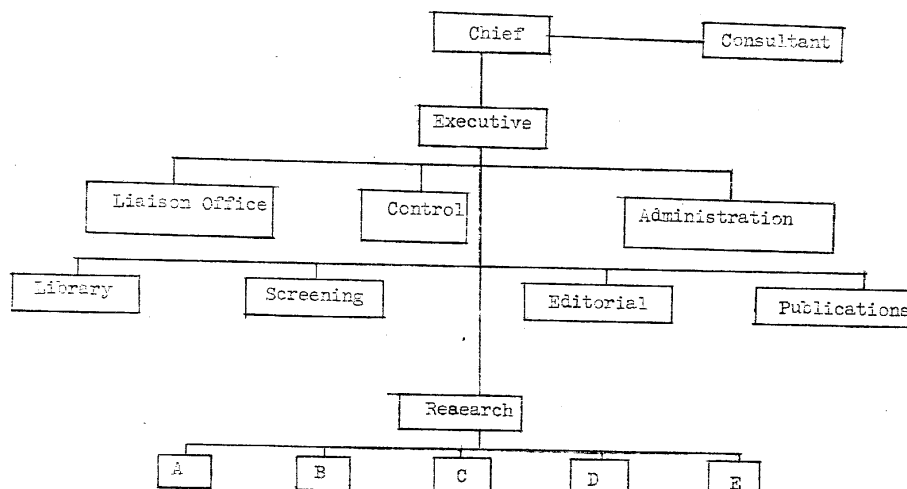 Chief
Consultant
Executive
Liaison Office
Control
Administration
Library
Screening
Editorial
Publications
Reaearch
A
B
C
D
E